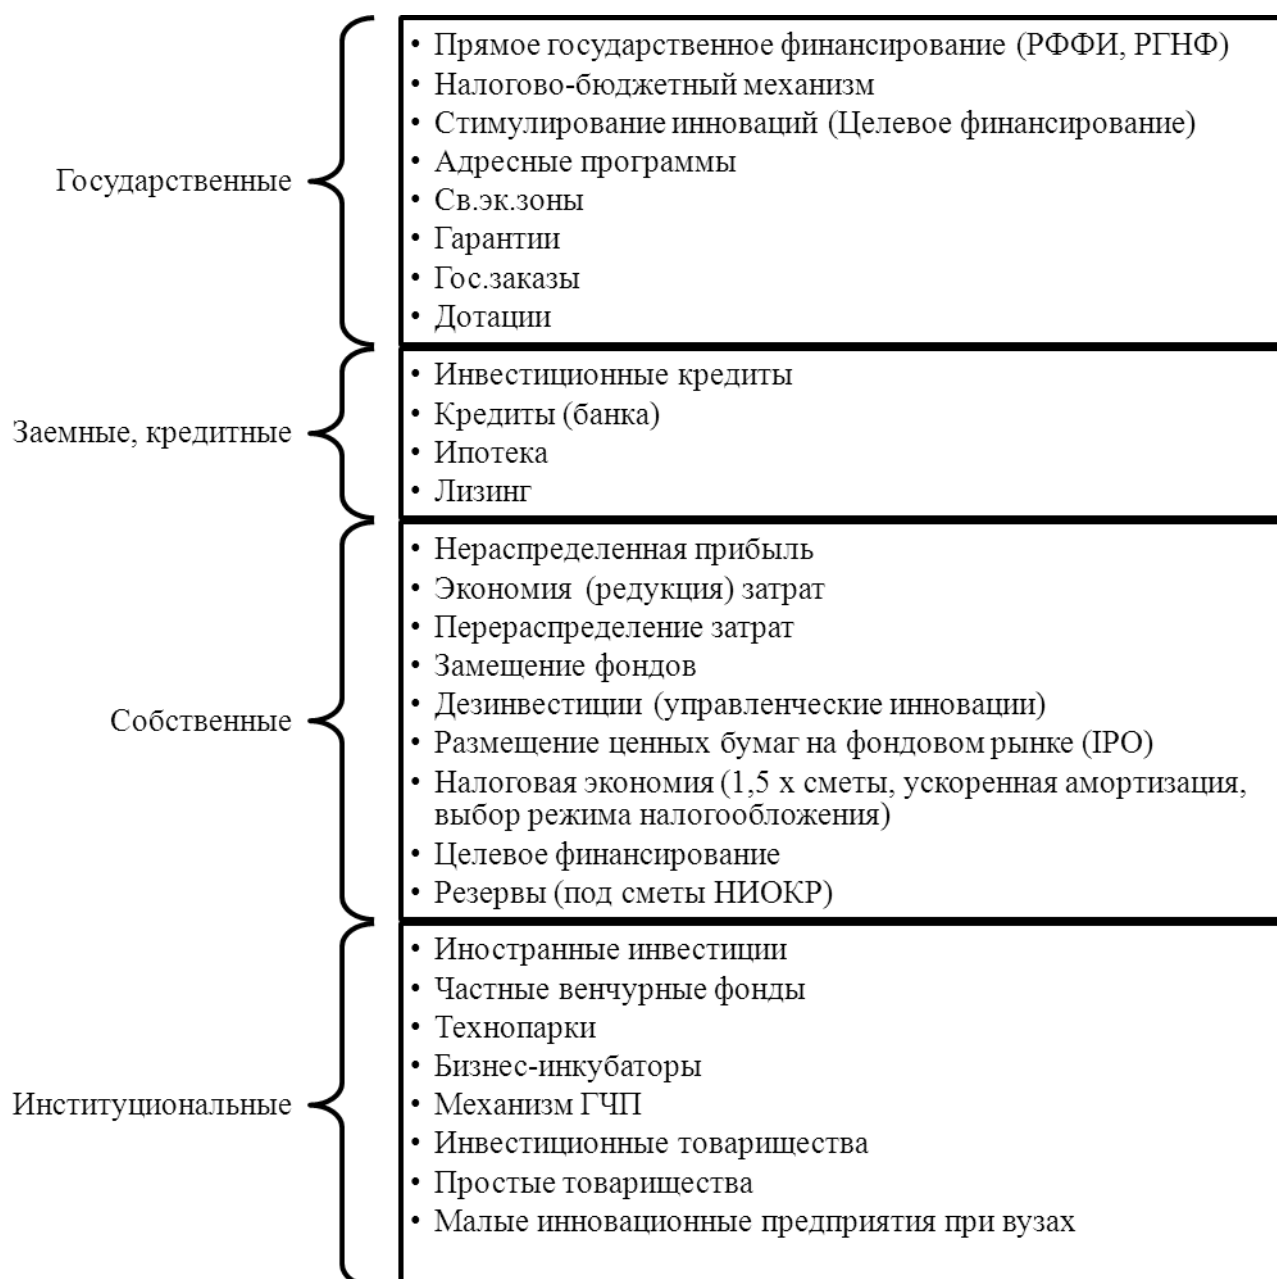 Государственные
• Прямое государственное финансирование (РФФИ, РГНФ)
• Налогово-бюджетный механизм
• Стимулирование инноваций (Целевое финансирование)
• Адресные программы
• Св.эк.зоны
• Гарантии
• Гос.заказы
• Дотации
Заемные, кредитные
• Инвестиционные кредиты
• Кредиты (банка)
• Ипотека
• Лизинг
Собственные
• Нераспределенная прибыль
• Экономия (редукция) затрат
• Перераспределение затрат
• Замещение фондов
• Дезинвестиции (управленческие инновации)
• Размещение ценных бумаг на фондовом рынке (IPO)
• Налоговая экономия (1,5 х сметы, ускоренная амортизация,
выбор режима налогообложения)
• Целевое финансирование
• Резервы (под сметы НИОКР)
Институциональные
• Иностранные инвестиции
• Частные венчурные фонды
• Технопарки
• Бизнес-инкубаторы
• Механизм ГЧП
• Инвестиционные товарищества
• Простые товарищества
• Малые инновационные предприятия при вузах